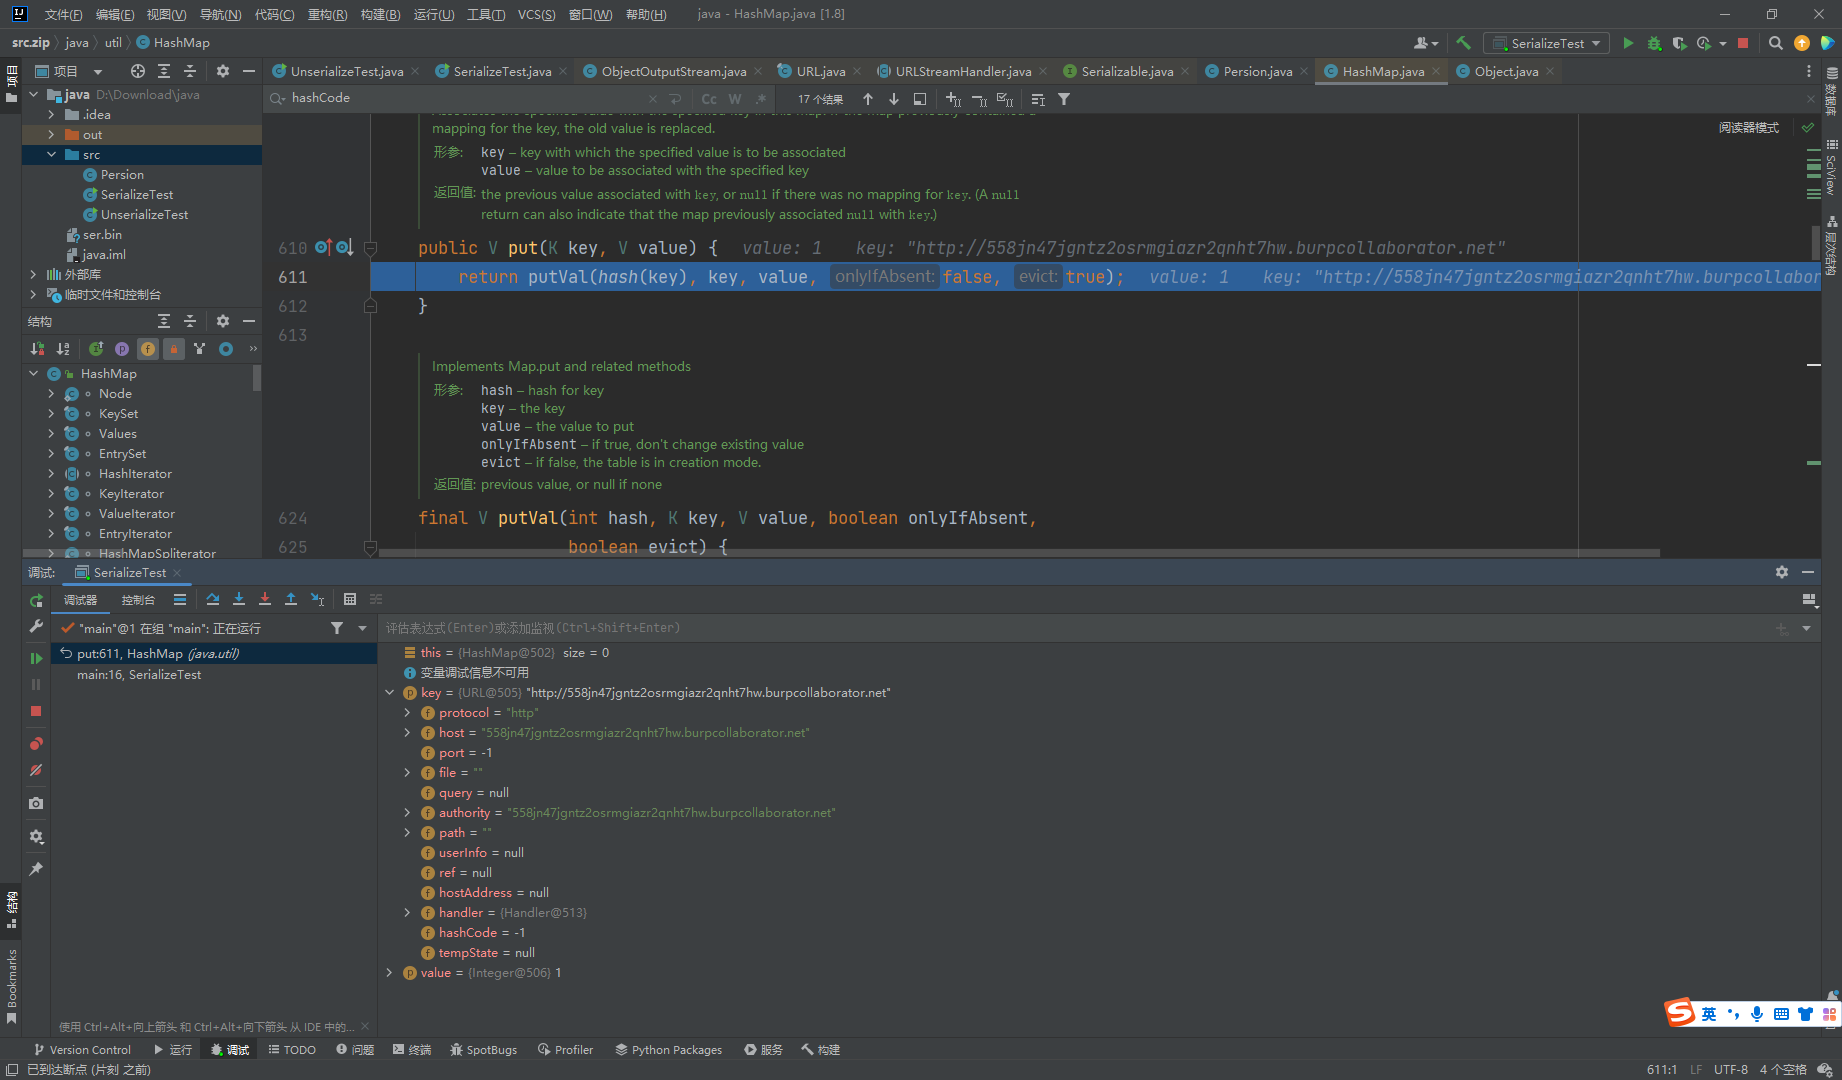 文件(F) 编辑(E) 视图(V) 导航(N) 代码(C) 重构(R) 构建(B) 运行(U) 工具(T) VCS(S) 窗口(W) 帮助(H) java - HashMap.java [1.8]
src.zip java util HashMap SerializeTest
项目
UnserializeTest.java SerializeTest.java ObjectOutputStream.java URL.java URLStreamHandler.java Serializable.java Persion.java HashMap.java Object.java
hashCode Cc W .* 17 个结果
java D:\Download\java
.idea
out
src
Persion
SerializeTest
UnserializeTest
ser.bin
java.iml
外部库
临时文件和控制台
结构
HashMap
Node
KeySet
Values
EntrySet
HashIterator
KeyIterator
ValueIterator
EntryIterator
HashMapSpliterator
阅读器模式
mapping for the key, the old value is replaced.
形参: key – key with which the specified value is to be associated
value – value to be associated with the specified key
返回值: the previous value associated with key, or null if there was no mapping for key. (A null
return can also indicate that the map previously associated null with key.)
610 public V put(K key, V value) { value: 1 key: "http://558jn47jgntz2osrmgiazr2qnht7hw.burpcollaborator.net"
611 return putVal(hash(key), key, value, onlyIfAbsent: false, evict: true); value: 1 key: "http://558jn47jgntz2osrmgiazr2qnht7hw.burpcollabor
612 }
613
Implements Map.put and related methods
形参: hash – hash for key
key – the key
value – the value to put
onlyIfAbsent – if true, don't change existing value
evict – if false, the table is in creation mode.
返回值: previous value, or null if none
624 final V putVal(int hash, K key, V value, boolean onlyIfAbsent,
625 boolean evict) {
调试: SerializeTest
调试器 控制台
"main"@1 在组 "main": 正在运行
put:611, HashMap (java.util)
main:16, SerializeTest
评估表达式(Enter)或添加监视(Ctrl+Shift+Enter)
this = {HashMap@502} size = 0
变量调试信息不可用
key = {URL@505} "http://558jn47jgntz2osrmgiazr2qnht7hw.burpcollaborator.net"
protocol = "http"
host = "558jn47jgntz2osrmgiazr2qnht7hw.burpcollaborator.net"
port = -1
file = ""
query = null
authority = "558jn47jgntz2osrmgiazr2qnht7hw.burpcollaborator.net"
path = ""
userInfo = null
ref = null
hostAddress = null
handler = {Handler@513}
hashCode = -1
tempState = null
value = {Integer@506} 1
使用 Ctrl+Alt+向上箭头 和 Ctrl+Alt+向下箭头 从 IDE 中的...
项目
结构
Bookmarks
数据库
SciView
层次结构
英
Version Control 运行 调试 TODO 问题 终端 SpotBugs Profiler Python Packages 服务 构建
已到达断点 (片刻 之前) 611:1 LF UTF-8 4 个空格